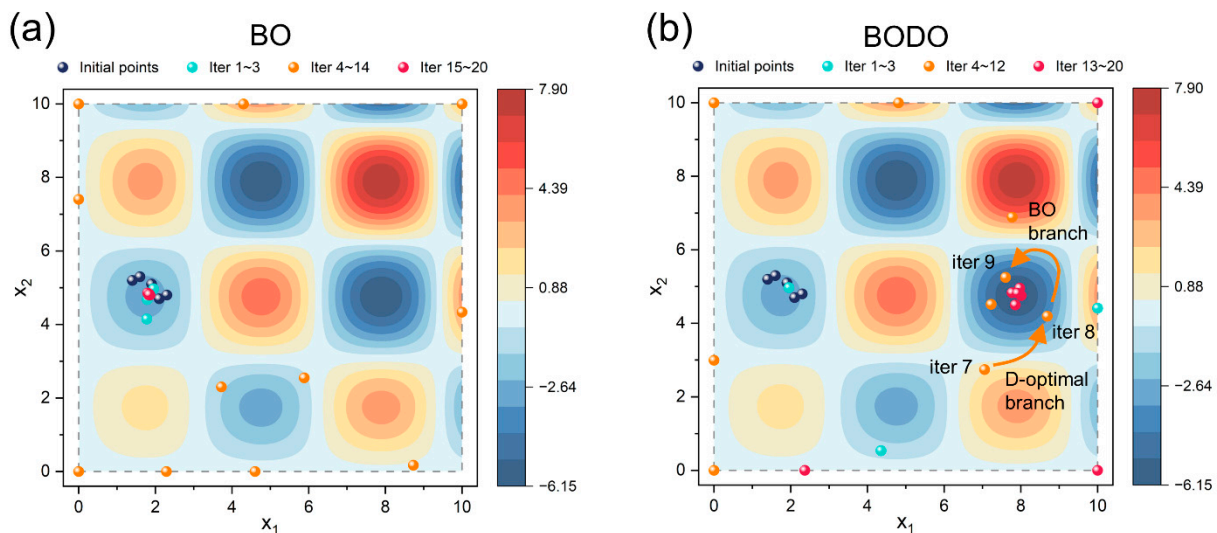 (a)
BO
Initial points Iter 1~3 Iter 4~14 Iter 15~20
10
8
6
4
2
0
x2
0 2 4 6 8 10
x1
7.90
4.39
0.88
−2.64
−6.15
(b)
BODO
Initial points Iter 1~3 Iter 4~12 Iter 13~20
10
8
6
4
2
0
x2
BO
branch
iter 9
iter 8
iter 7
D-optimal
branch
0 2 4 6 8 10
x1
7.90
4.39
0.88
−2.64
−6.15